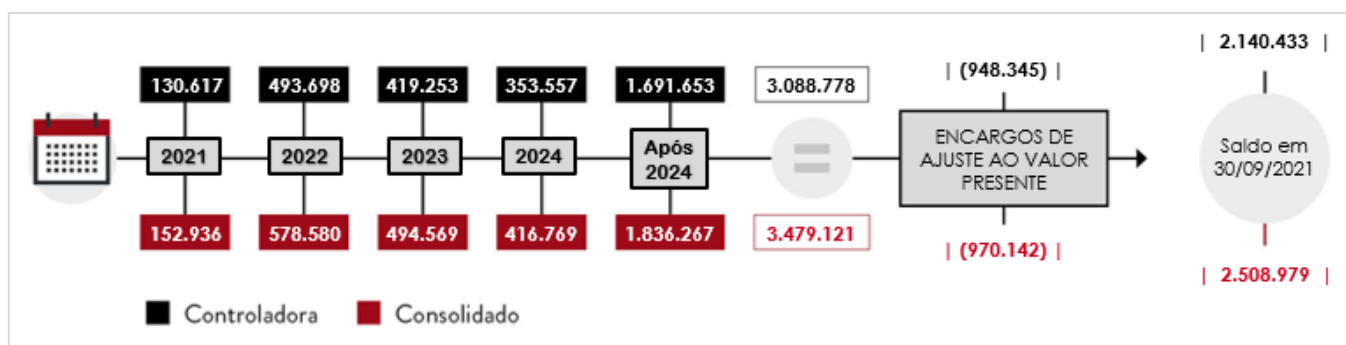 | 2.140.433 |
130.617 493.698 419.253 353.557 1.691.653 3.088.778 | (948.345) |
2021 2022 2023 2024 Após 2024
=
ENCARGOS DE
AJUSTE AO VALOR
PRESENTE
Saldo em
30/09/2021
152.936 578.580 494.569 416.769 1.836.267 3.479.121 | (970.142) |
| 2.508.979 |
Controladora Consolidado